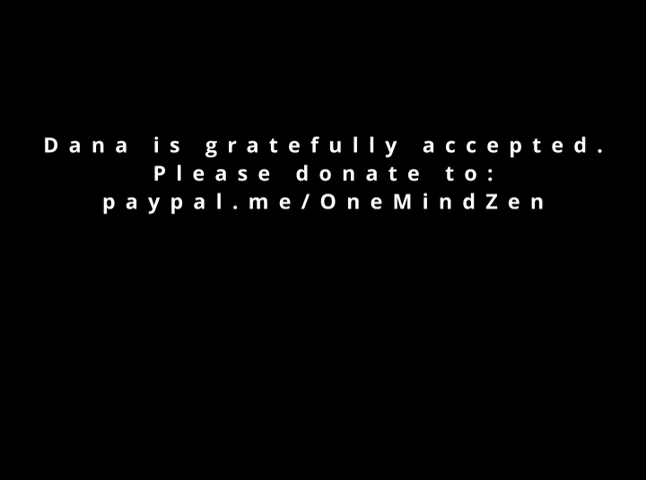 Dana is gratefully accepted.
Please donate to:
paypal.me/OneMindZen